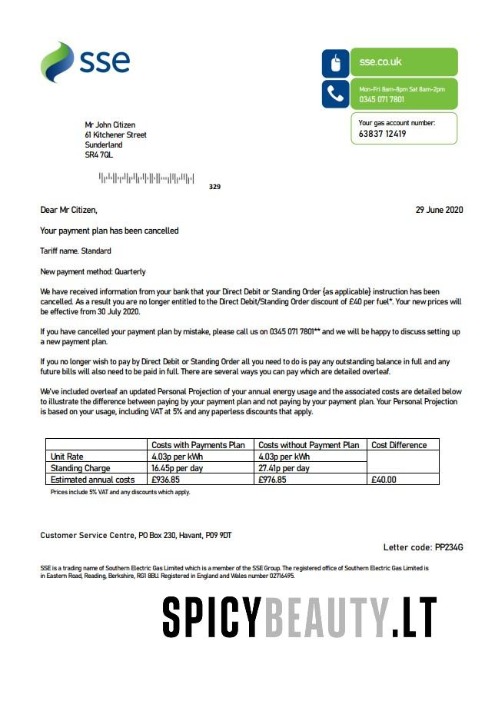 sse
sse.co.uk
Mon-Fri 8am-8pm Sat 8am-2pm
0345 071 7801
Your gas account number:
63837 12419
Mr John Citizen
61 Kitchener Street
Sunderland
SR4 7QL
329
Dear Mr Citizen,
29 June 2020
Your payment plan has been cancelled
Tariff name. Standard
New payment method: Quarterly
We have received information from your bank that your Direct Debit or Standing Order {as applicable} instruction has been
cancelled. As a result you are no longer entitled to the Direct Debit/Standing Order discount of £40 per fuel*. Your new prices will
be effective from 30 July 2020.
If you have cancelled your payment plan by mistake, please call us on 0345 071 7801** and we will be happy to discuss setting up
a new payment plan.
If you no longer wish to pay by Direct Debit or Standing Order all you need to do is pay any outstanding balance in full and any
future bills will also need to be paid in full. There are several ways you can pay which are detailed overleaf.
We've included overleaf an updated Personal Projection of your annual energy usage and the associated costs are detailed below
to illustrate the difference between paying by your payment plan and not paying by your payment plan. Your Personal Projection
is based on your usage, including VAT at 5% and any paperless discounts that apply.
Costs with Payments Plan Costs without Payment Plan Cost Difference
Unit Rate 4.03p per kWh 4.03p per kWh
Standing Charge 16.45p per day 27.41p per day
Estimated annual costs £936.85 £976.85 £40.00
Prices include 5% VAT and any discounts which apply.
Customer Service Centre, PO Box 230, Havant, P09 9DT
Letter code: PP234G
SSE is a trading name of Southern Electric Gas Limited which is a member of the SSE Group. The registered office of Southern Electric Gas Limited is
in Eastern Road, Reading, Berkshire, RG1 8BU. Registered in England and Wales number 02716495.
SPICYBEAUTY.LT